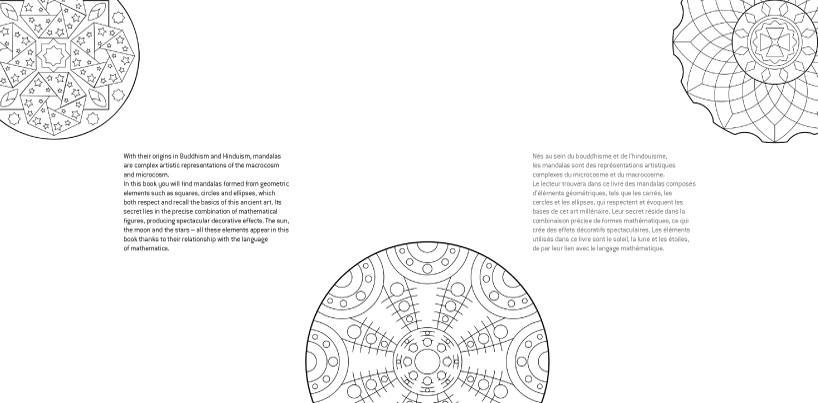 With their origins in Buddhism and Hinduism, mandalas
are complex artistic representations of the macrocosm
and microcosm.
In this book you will find mandalas formed from geometric
elements such as squares, circles and ellipses, which
both respect and recall the basics of this ancient art. Its
secret lies in the precise combination of mathematical
figures, producing spectacular decorative effects. The sun,
the moon and the stars – all these elements appear in this
book thanks to their relationship with the language
of mathematics.
Nés au sein du bouddhisme et de l'hindouisme,
les mandalas sont des représentations artistiques
complexes du microcosme et du macrocosme.
Le lecteur trouvera dans ce livre des mandalas composés
d'éléments géométriques, tels que les carrés, les
cercles et les ellipses, qui respectent et évoquent les
bases de cet art millénaire. Leur secret réside dans la
combinaison précise de formes mathématiques, ce qui
crée des effets décoratifs spectaculaires. Les éléments
utilisés dans ce livre sont le soleil, la lune et les étoiles,
de par leur lien avec le langage mathématique.